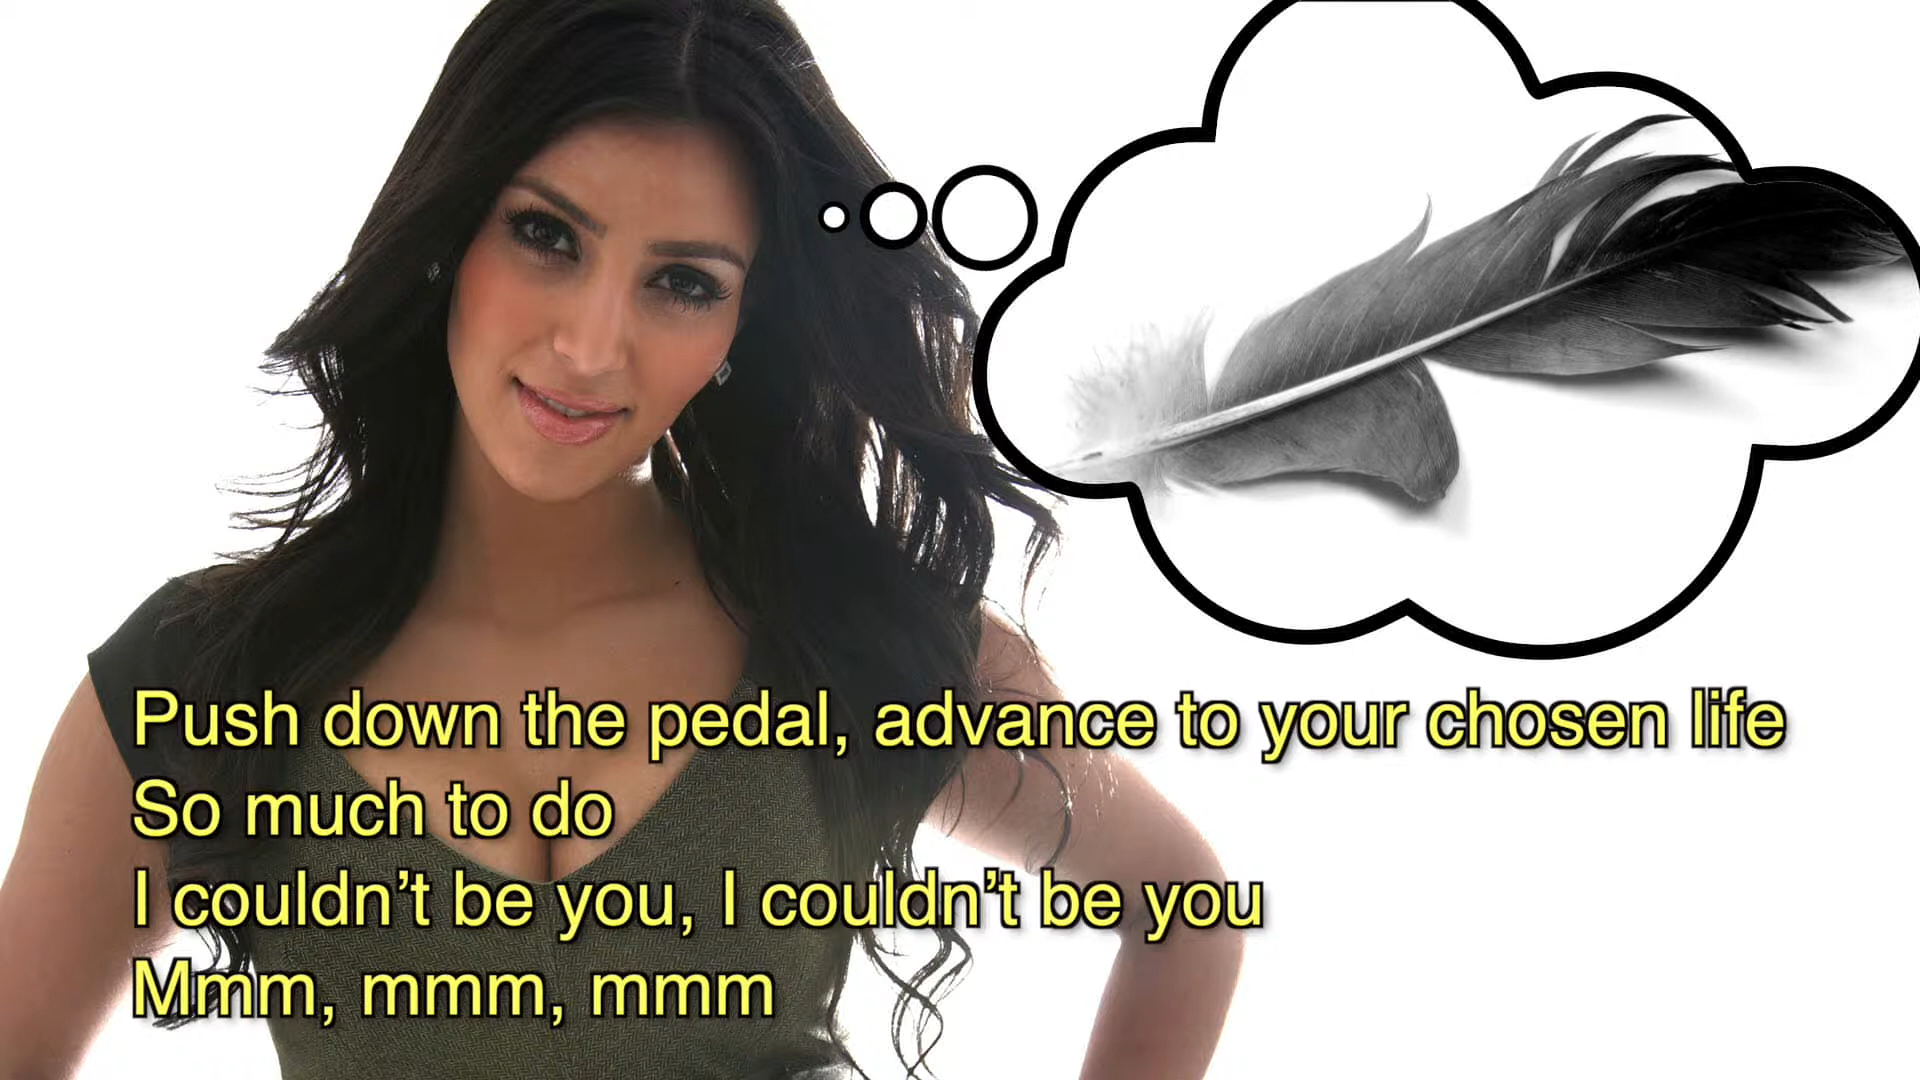 Push down the pedal, advance to your chosen life
So much to do
I couldn’t be you, I couldn’t be you
Mmm, mmm, mmm